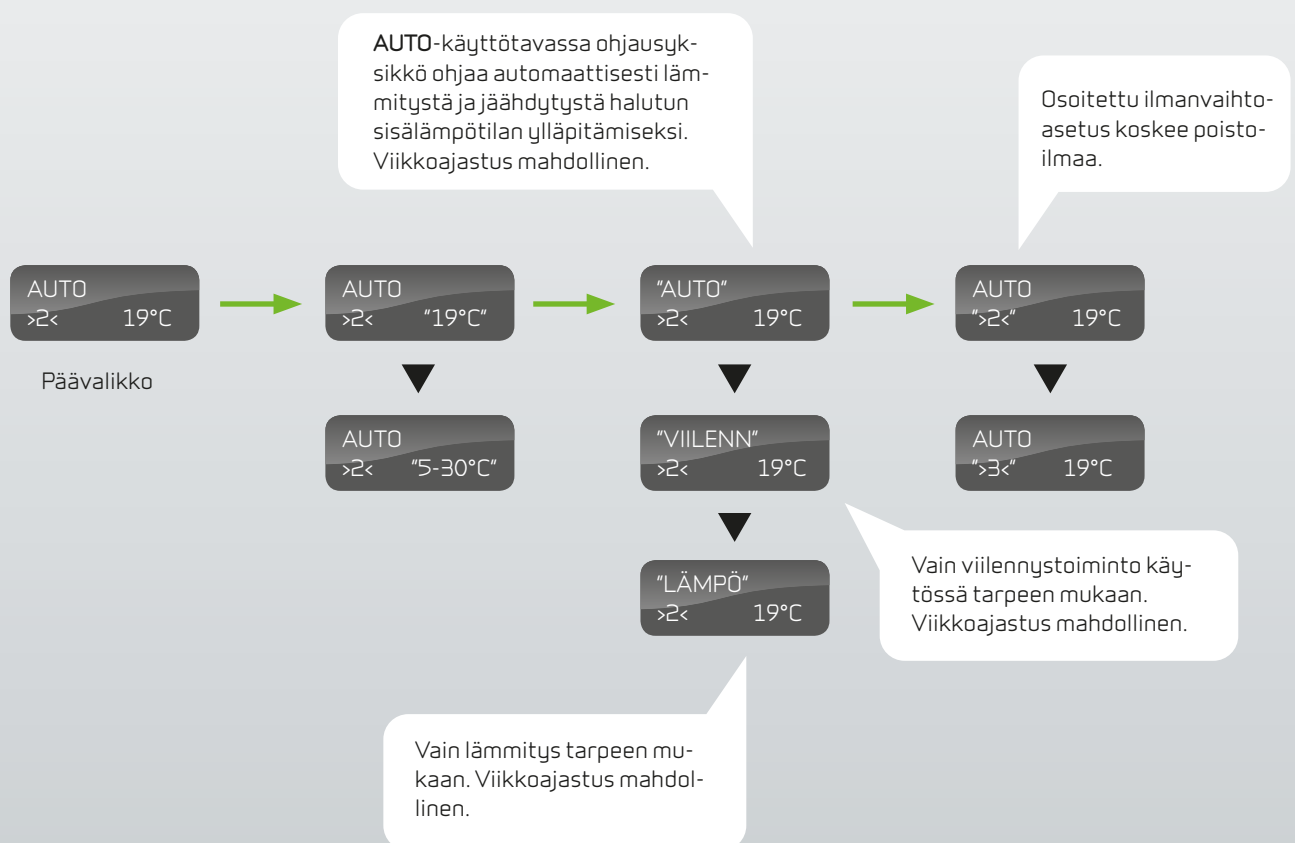 AUTO-käyttötavassa ohjausyk-
sikkö ohjaa automaattisesti läm-
mitystä ja jäähdytystä halutun
sisälämpötilan ylläpitämiseksi.
Viikkoajastus mahdollinen.
Osoitettu ilmanvaihto-
asetus koskee poisto-
ilmaa.
AUTO
>2< 19°C
Päävalikko
AUTO
>2< "19°C"
"AUTO"
>2< 19°C
AUTO
">2<" 19°C
AUTO
>2< "5-30°C"
"VIILENN"
>2< 19°C
AUTO
">3<" 19°C
"LÄMPÖ"
>2< 19°C
Vain viilennystoiminto käy-
tössä tarpeen mukaan.
Viikkoajastus mahdollinen.
Vain lämmitys tarpeen mu-
kaan. Viikkoajastus mahdol-
linen.